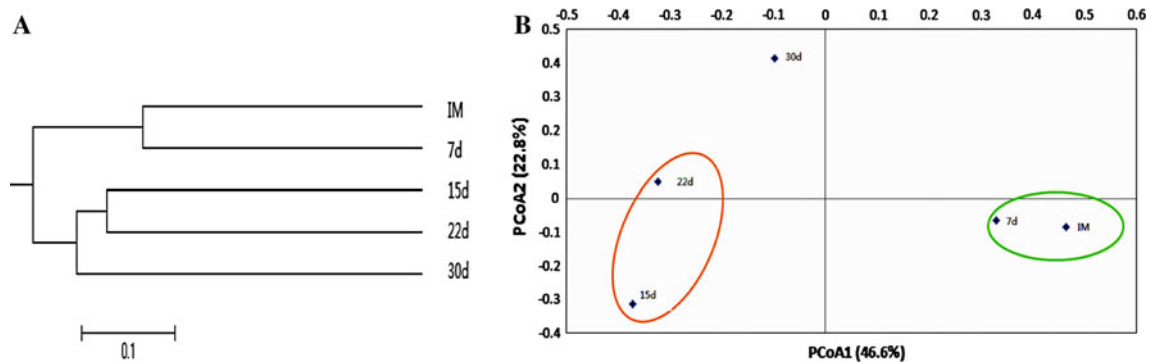 A
IM
7d
15d
22d
30d
0.1
B
-0.5 -0.4 -0.3 -0.2 -0.1 0 0.1 0.2 0.3 0.4 0.5 0.6
0.5
0.4
0.3
0.2
0.1
0
-0.1
-0.2
-0.3
-0.4
PCoA2 (22.8%)
30d
22d
7d
IM
15d
PCoA1 (46.6%)